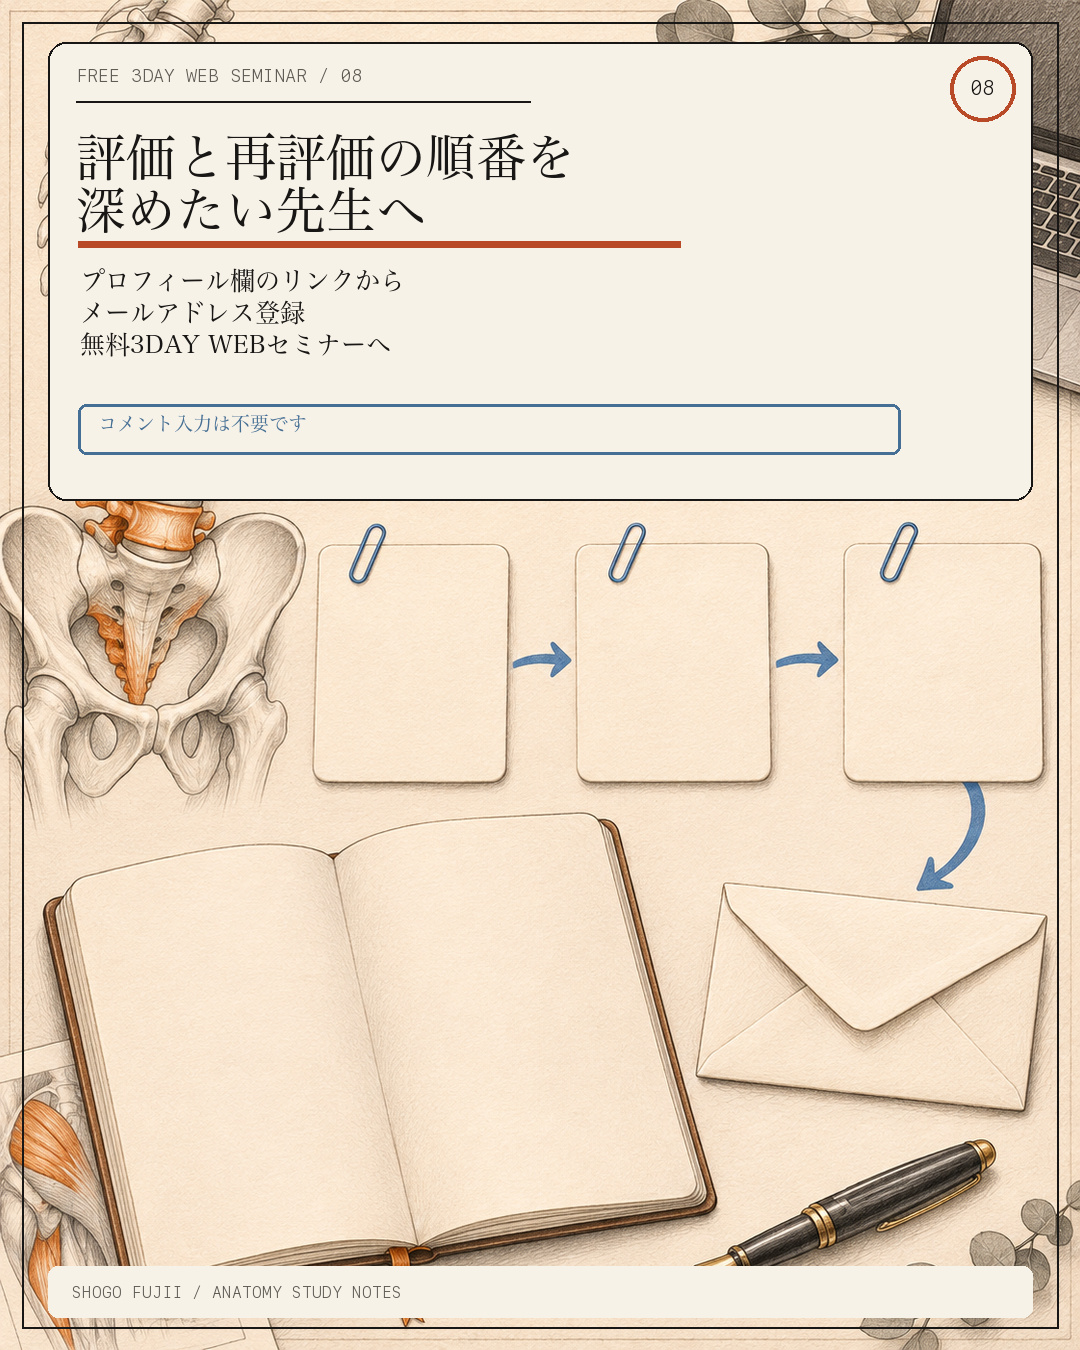 FREE 3DAY WEB SEMINAR / 08
08
評価と再評価の順番を
深めたい先生へ
プロフィール欄のリンクから
メールアドレス登録
無料3DAY WEBセミナーへ
コメント入力は不要です
SHOGO FUJII / ANATOMY STUDY NOTES